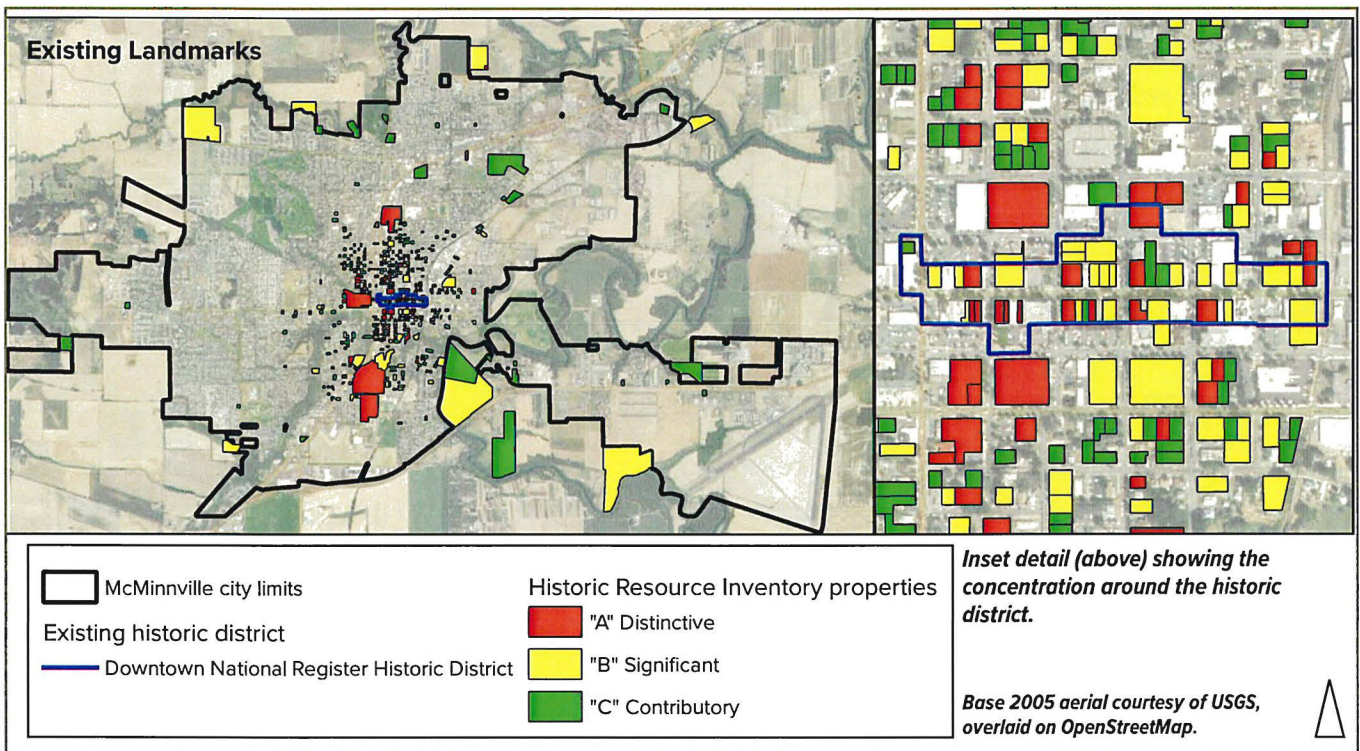 Existing Landmarks
McMinnville city limits
Existing historic district
Downtown National Register Historic District
Historic Resource Inventory properties
"A" Distinctive
"B" Significant
"C" Contributory
Inset detail (above) showing the
concentration around the historic
district.
Base 2005 aerial courtesy of USGS,
overlaid on OpenStreetMap.